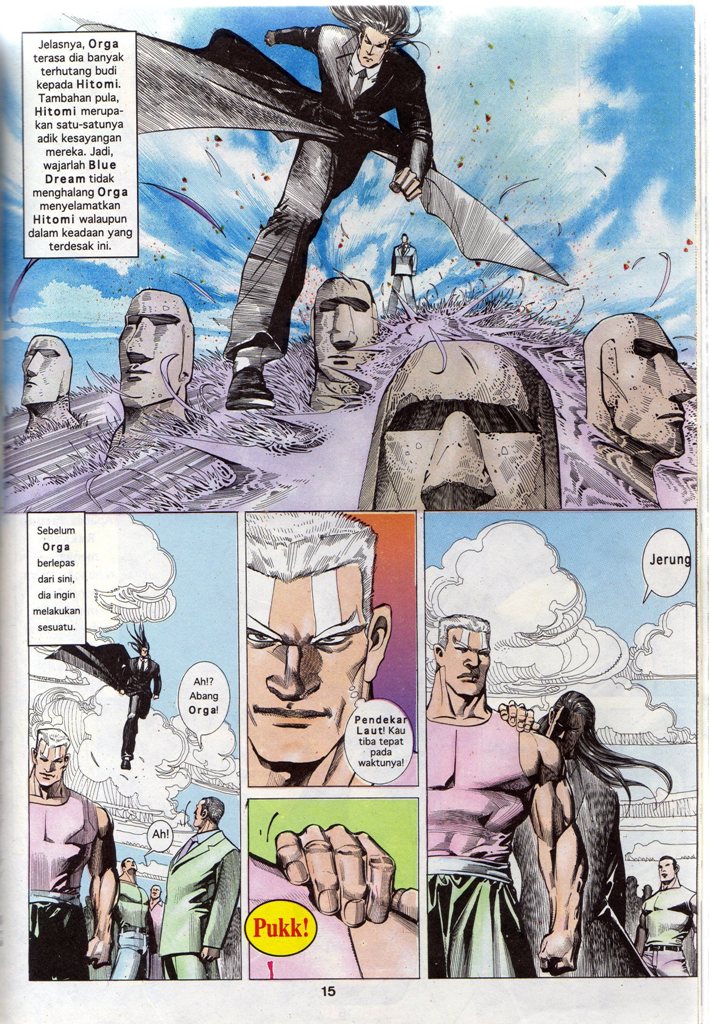 Jelasnya, Orga
terasa dia banyak
terhutang budi
kepada Hitomi.
Tambahan pula,
Hitomi merupa-
kan satu-satunya
adik kesayangan
mereka. Jadi,
wajarlah Blue
Dream tidak
menghalang Orga
menyelamatkan
Hitomi walaupun
dalam keadaan yang
terdesak ini.
Sebelum
Orga
berlepas
dari sini,
dia ingin
melakukan
sesuatu.
Ah!?
Abang
Orga!
Ah!
Pendekar
Laut! Kau
tiba tepat
pada
waktunya!
Pukk!
Jerung
15